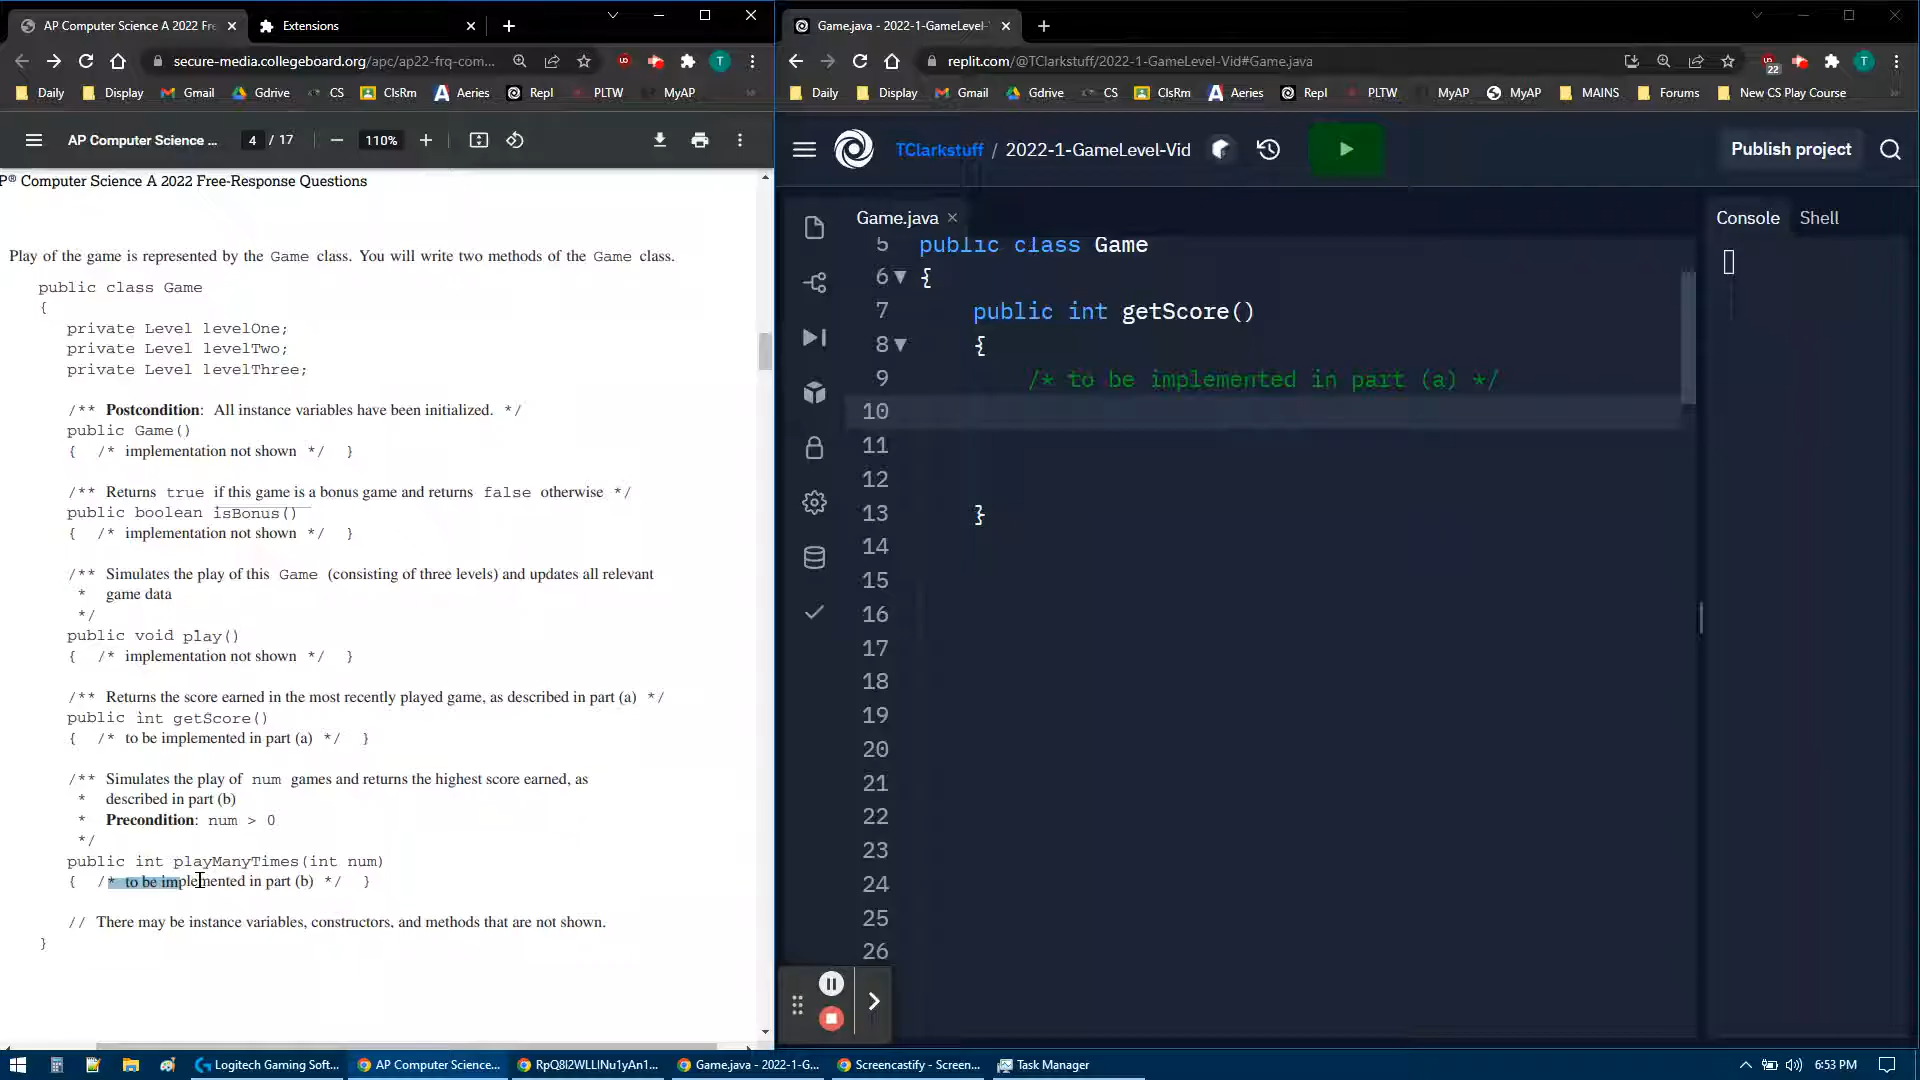 AP Computer Science A 2022 Fr
Extensions
secure-media.collegeboard.org/apc/ap22-frq-com...
Daily
Display
Gmail
Gdrive
CS
ClsRm
Aeries
Repl
PLTW
MyAP
AP Computer Science ...
4 / 17
110%
P® Computer Science A 2022 Free-Response Questions
Play of the game is represented by the Game class. You will write two methods of the Game class.
public class Game
{
private Level levelOne;
private Level levelTwo;
private Level levelThree;
/** Postcondition: All instance variables have been initialized. */
public Game()
{ /* implementation not shown */ }
/** Returns true if this game is a bonus game and returns false otherwise */
public boolean isBonus()
{ /* implementation not shown */ }
/** Simulates the play of this Game (consisting of three levels) and updates all relevant
* game data
*/
public void play()
{ /* implementation not shown */ }
/** Returns the score earned in the most recently played game, as described in part (a) */
public int getScore()
{ /* to be implemented in part (a) */ }
/** Simulates the play of num games and returns the highest score earned, as
* described in part (b)
* Precondition: num > 0
*/
public int playManyTimes(int num)
{ /* to be implemented in part (b) */ }
// There may be instance variables, constructors, and methods that are not shown.
}
Game.java - 2022-1-GameLevel-
replit.com/@TClarkstuff/2022-1-GameLevel-Vid#Game.java
22
T
Daily
Display
Gmail
Gdrive
CS
ClsRm
Aeries
Repl
PLTW
MyAP
MyAP
MAINS
Forums
New CS Play Course
TClarkstuff / 2022-1-GameLevel-Vid
Publish project
Game.java
Console
Shell
5 public class Game
6 {
7 public int getScore()
8 {
9 /* to be implemented in part (a) */
10
11
12
13 }
14
15
16
17
18
19
20
21
22
23
24
25
26
Logitech Gaming Soft...
AP Computer Science...
RpQ8l2WLLlNu1yAn1...
Game.java - 2022-1-G...
Screencastify - Screen...
Task Manager
6:53 PM